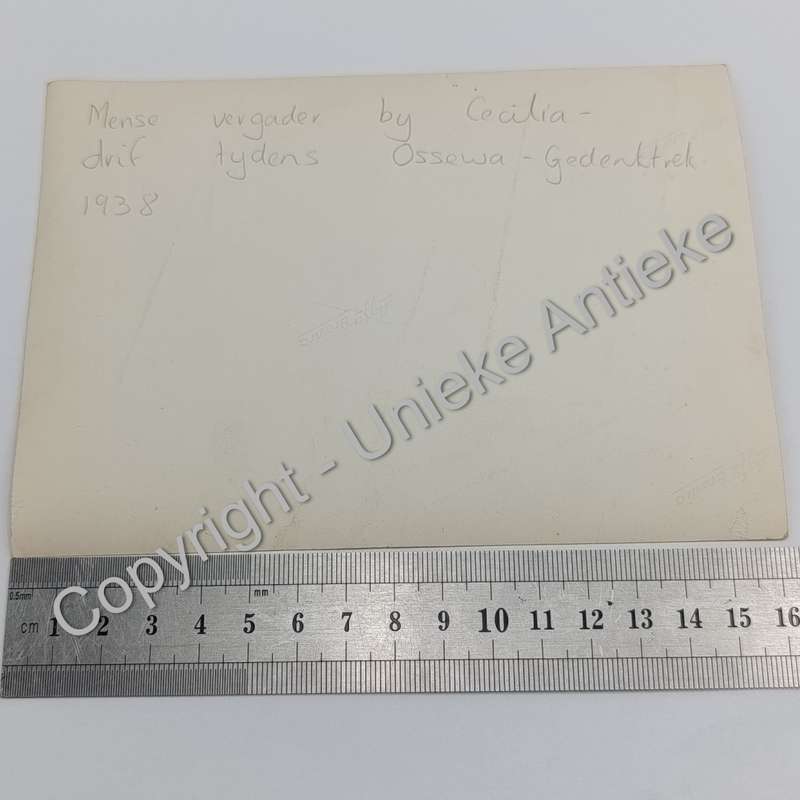 Mense vergader by Cecilia-
drif tydens Ossewa-Gedenktrek
1938
Copyright - Unieke Antieke
0.5mm mm
cm 1 2 3 4 5 6 7 8 9 10 11 12 13 14 15 16